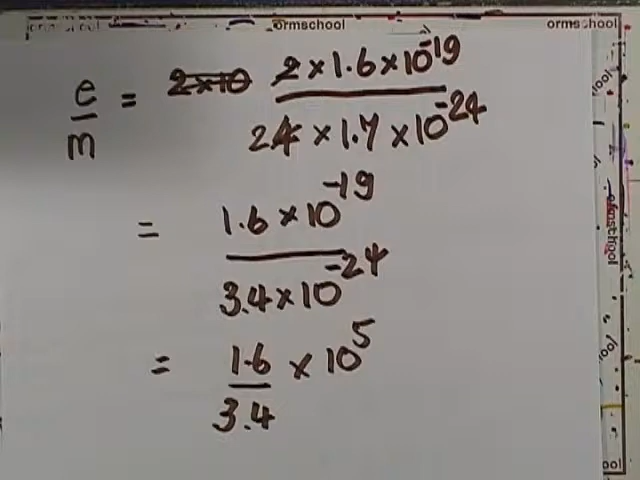 ormschool ormschool
e/m = 2×10 2 × 1.6 × 10^-19 / 24 × 1.7 × 10^-24
= 1.6 × 10^-19 / 3.4 × 10^-24
= 1.6 / 3.4 × 10^5